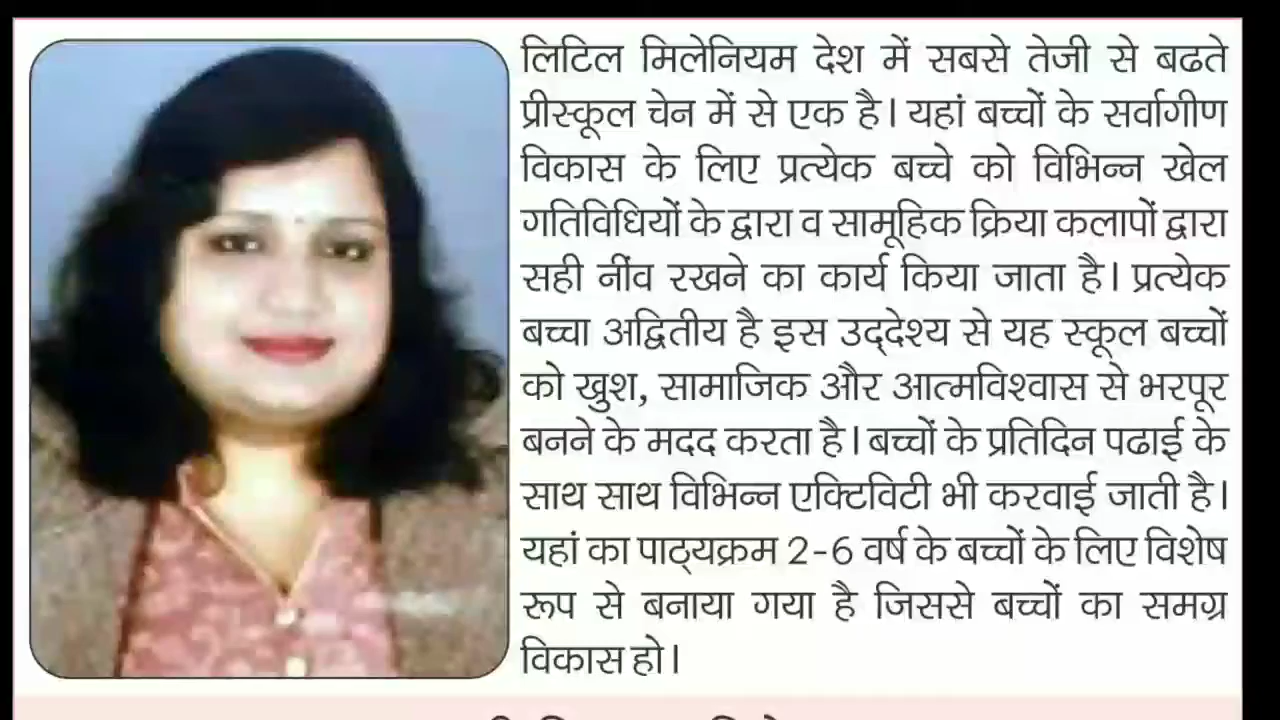 लिटिल मिलेनियम देश में सबसे तेजी से बढते
प्रीस्कूल चेन में से एक है। यहां बच्चों के सर्वागीण
विकास के लिए प्रत्येक बच्चे को विभिन्न खेल
गतिविधियों के द्वारा व सामूहिक क्रिया कलापों द्वारा
सही नींव रखने का कार्य किया जाता है। प्रत्येक
बच्चा अद्वितीय है इस उद्‌देश्य से यह स्कूल बच्चों
को खुश, सामाजिक और आत्मविश्वास से भरपूर
बनने के मदद करता है। बच्चों के प्रतिदिन पढाई के
साथ साथ विभिन्न एक्टिविटी भी करवाई जाती है।
यहां का पाठ्यक्रम 2-6 वर्ष के बच्चों के लिए विशेष
रूप से बनाया गया है जिससे बच्चों का समग्र
विकास हो।